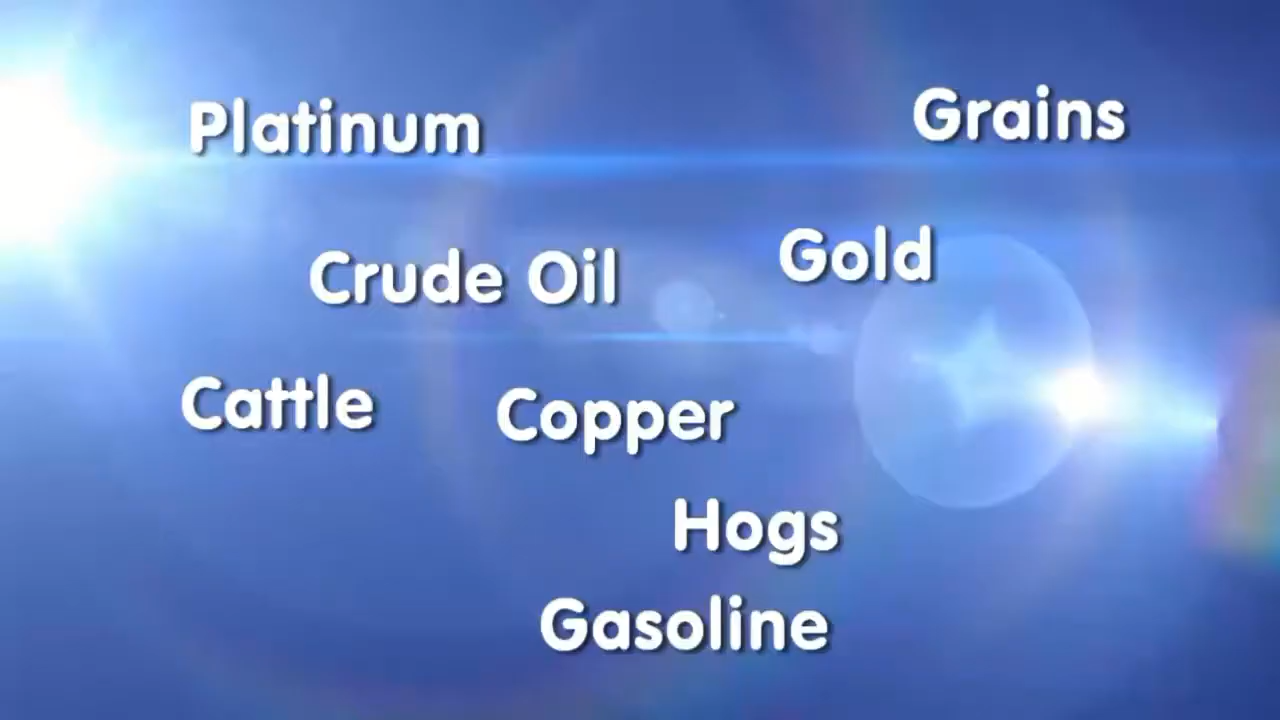 Platinum
Grains
Crude Oil
Gold
Cattle
Copper
Hogs
Gasoline